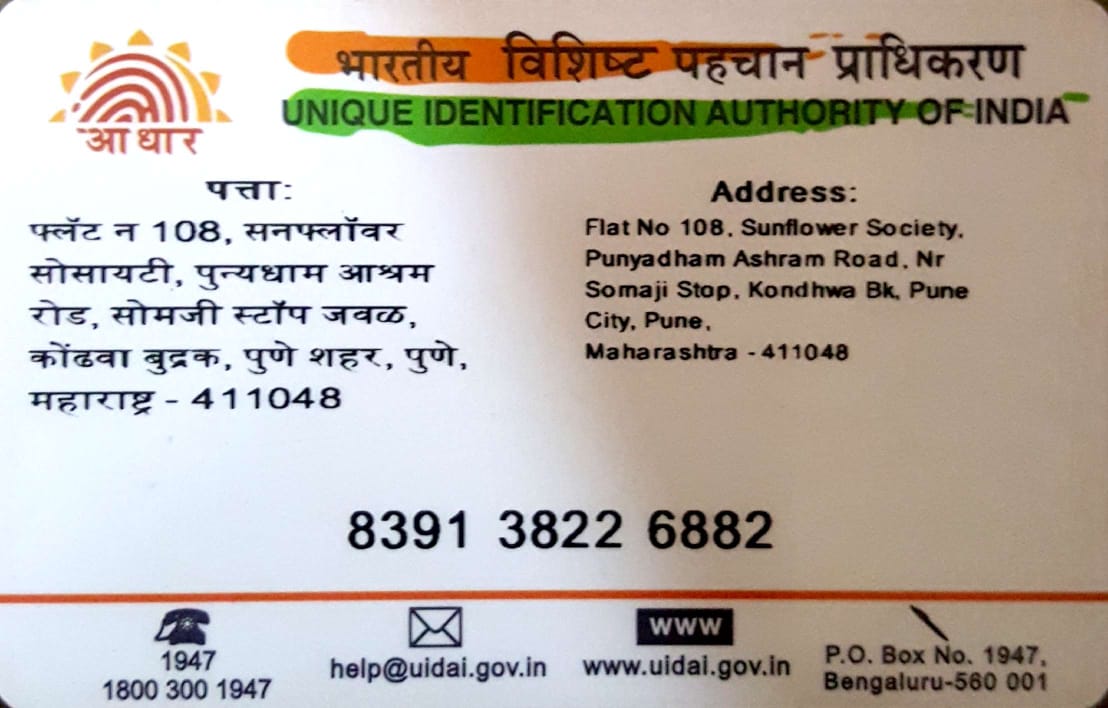 भारतीय विशिष्ट पहचान प्राधिकरण
UNIQUE IDENTIFICATION AUTHORITY OF INDIA
आधार
पत्ता:
फ्लॅट न 108, सनफ्लॉवर
सोसायटी, पुन्यधाम आश्रम
रोड, सोमजी स्टॉप जवळ,
कोंढवा बुद्रक, पुणे शहर, पुणे,
महाराष्ट्र - 411048
Address:
Flat No 108, Sunflower Society,
Punyadham Ashram Road, Nr
Somaji Stop, Kondhwa Bk, Pune
City, Pune,
Maharashtra - 411048
8391 3822 6882
1947
1800 300 1947
help@uidai.gov.in
www
www.uidai.gov.in
P.O. Box No. 1947,
Bengaluru-560 001